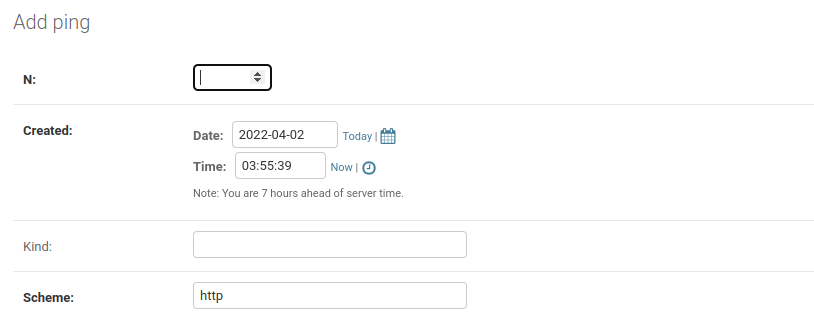 Add ping
N:
Created:
Date: 2022-04-02 Today |
Time: 03:55:39 Now |
Note: You are 7 hours ahead of server time.
Kind:
Scheme: http